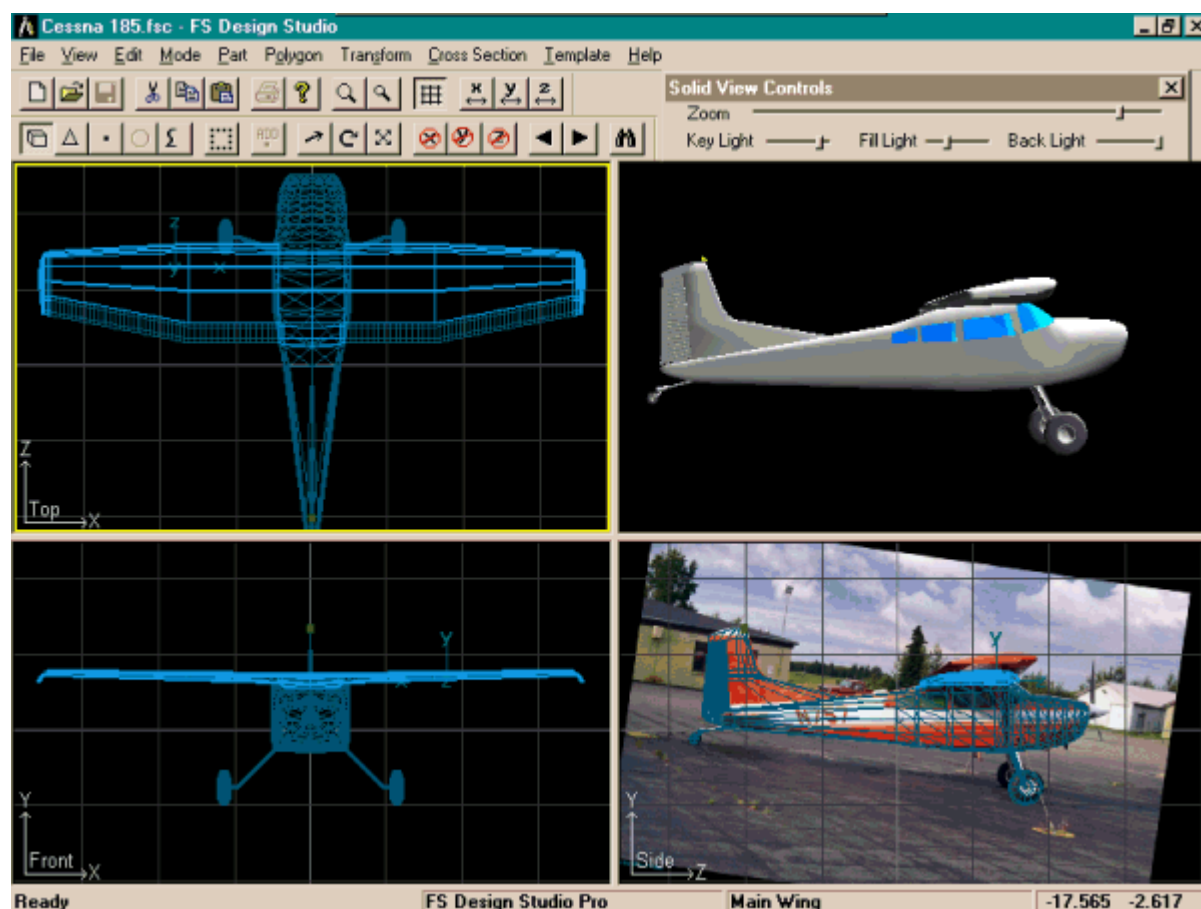 Cessna 185.fsc - FS Design Studio
File View Edit Mode Part Polygon Transform Cross Section Template Help
Solid View Controls
Zoom
Key Light Fill Light Back Light
x y z
ADD
x y z
z
y x
Z
Top
X
Y
x z
Y
Front
X
Y
Y
Side
Z
Ready FS Design Studio Pro Main Wing -17.565 -2.617